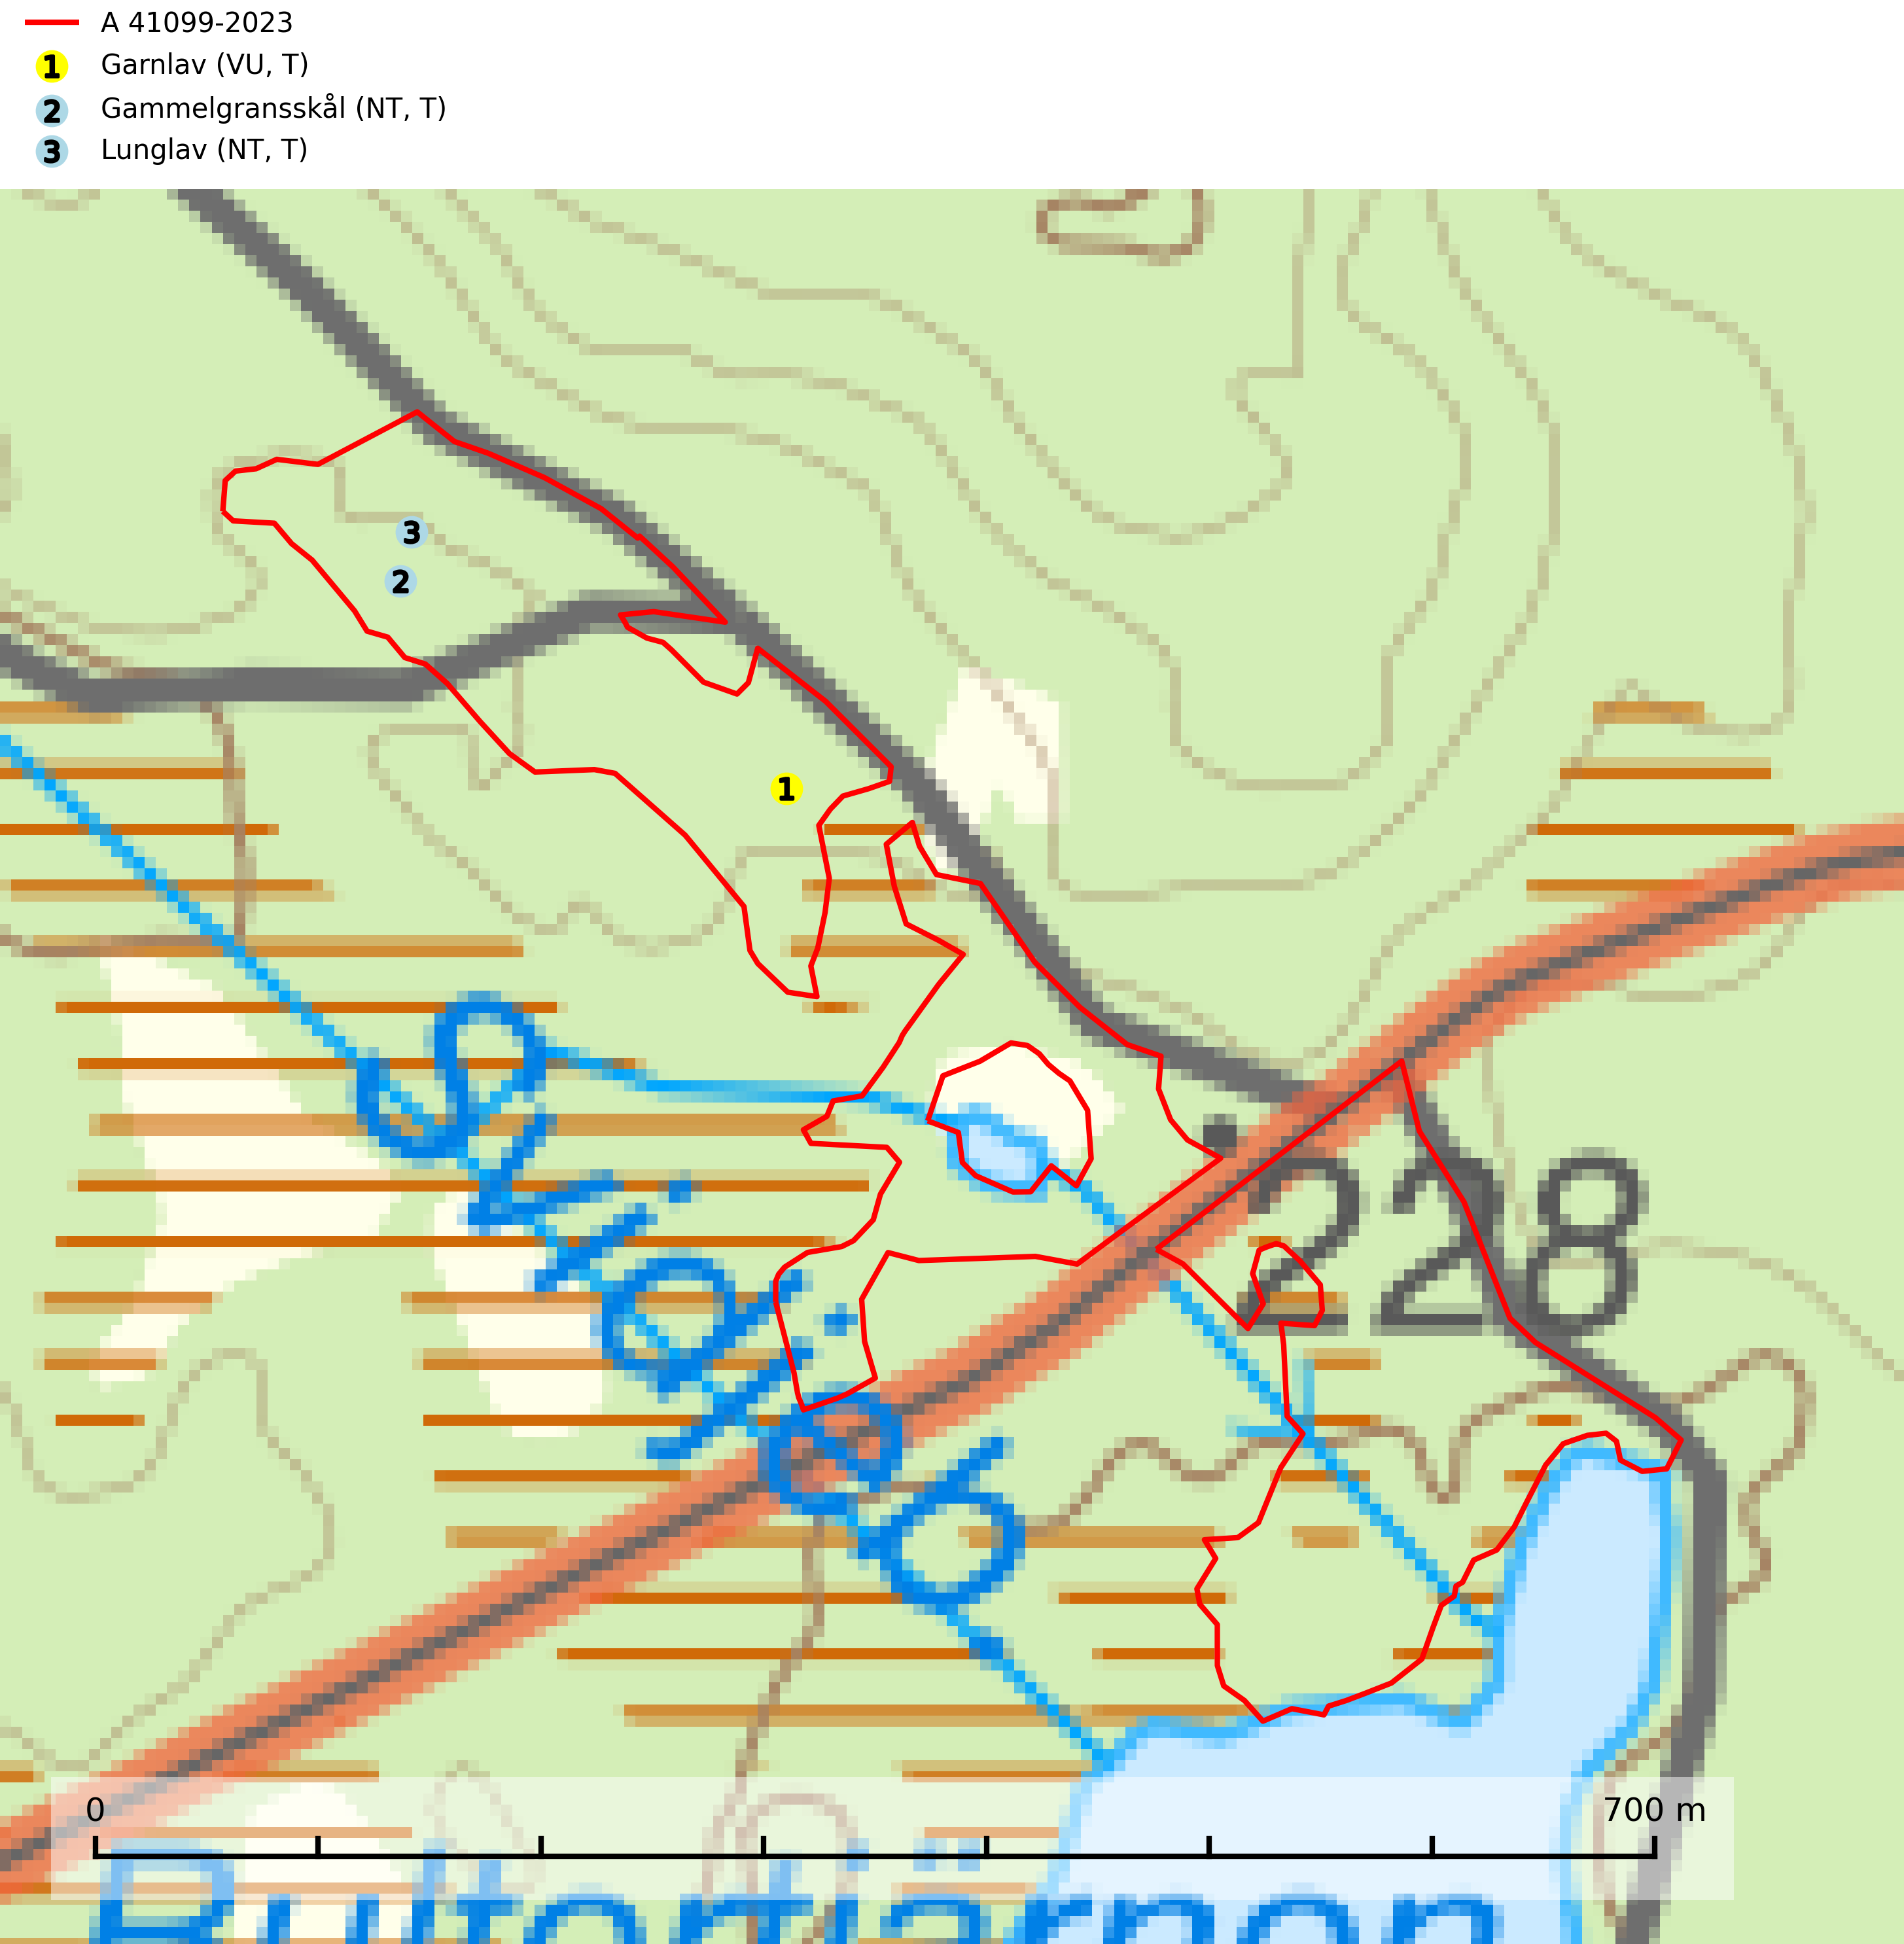 A 41099-2023
1 Garnlav (VU, T)
2 Gammelgransskål (NT, T)
3 Lunglav (NT, T)
3
2
1
.228
0
700 m